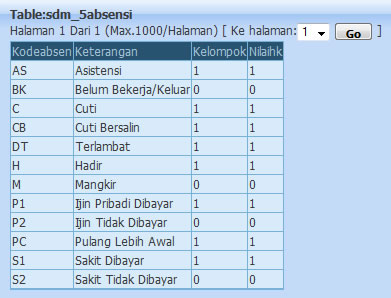 Table:sdm_5absensi
Halaman 1 Dari 1 (Max.1000/Halaman) [ Ke halaman: 1 Go ]
Kodeabsen Keterangan Kelompok Nilaihk
AS Asistensi 1 1
BK Belum Bekerja/Keluar 0 0
C Cuti 1 1
CB Cuti Bersalin 1 1
DT Terlambat 1 1
H Hadir 1 1
M Mangkir 0 0
P1 Ijin Pribadi Dibayar 1 1
P2 Ijin Tidak Dibayar 0 0
PC Pulang Lebih Awal 1 1
S1 Sakit Dibayar 1 1
S2 Sakit Tidak Dibayar 0 0